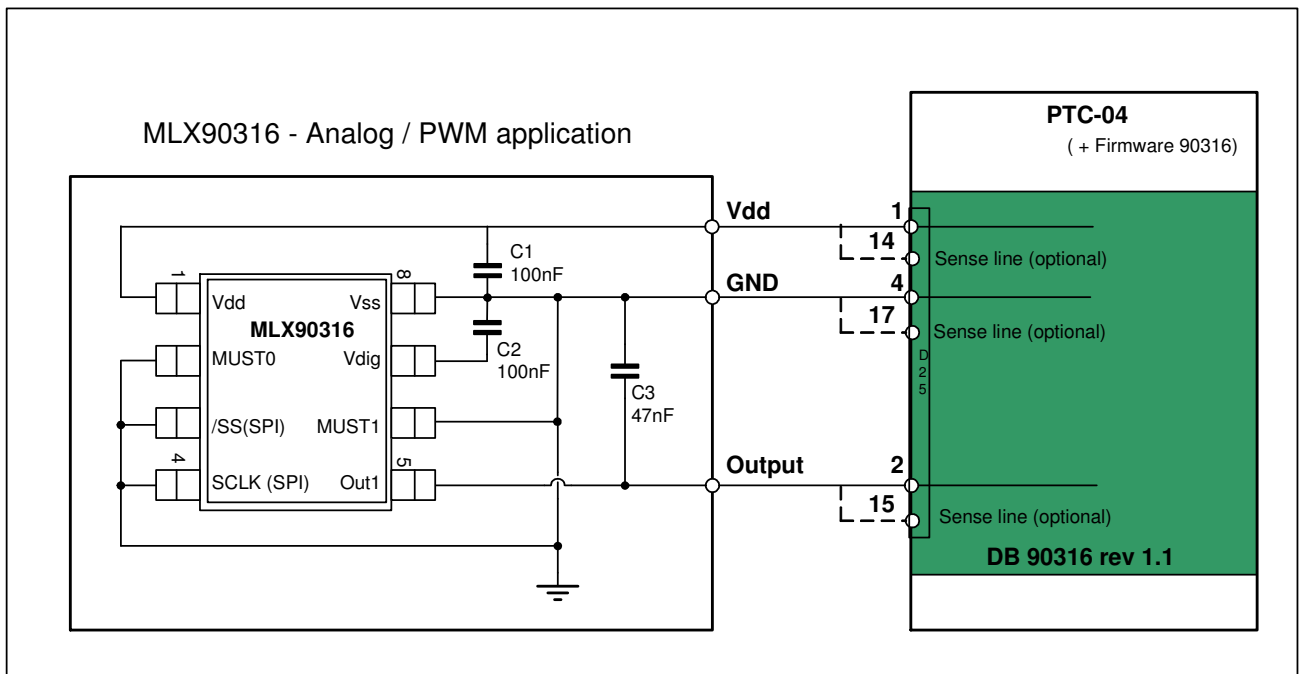 MLX90316 - Analog / PWM application
PTC-04
( + Firmware 90316)
Vdd
1
14
Sense line (optional)
C1
100nF
GND
4
17
Sense line (optional)
1
8
Vdd
Vss
MLX90316
MUST0
Vdig
C2
100nF
D25
C3
47nF
/SS(SPI)
MUST1
4
5
SCLK (SPI)
Out1
Output
2
15
Sense line (optional)
DB 90316 rev 1.1